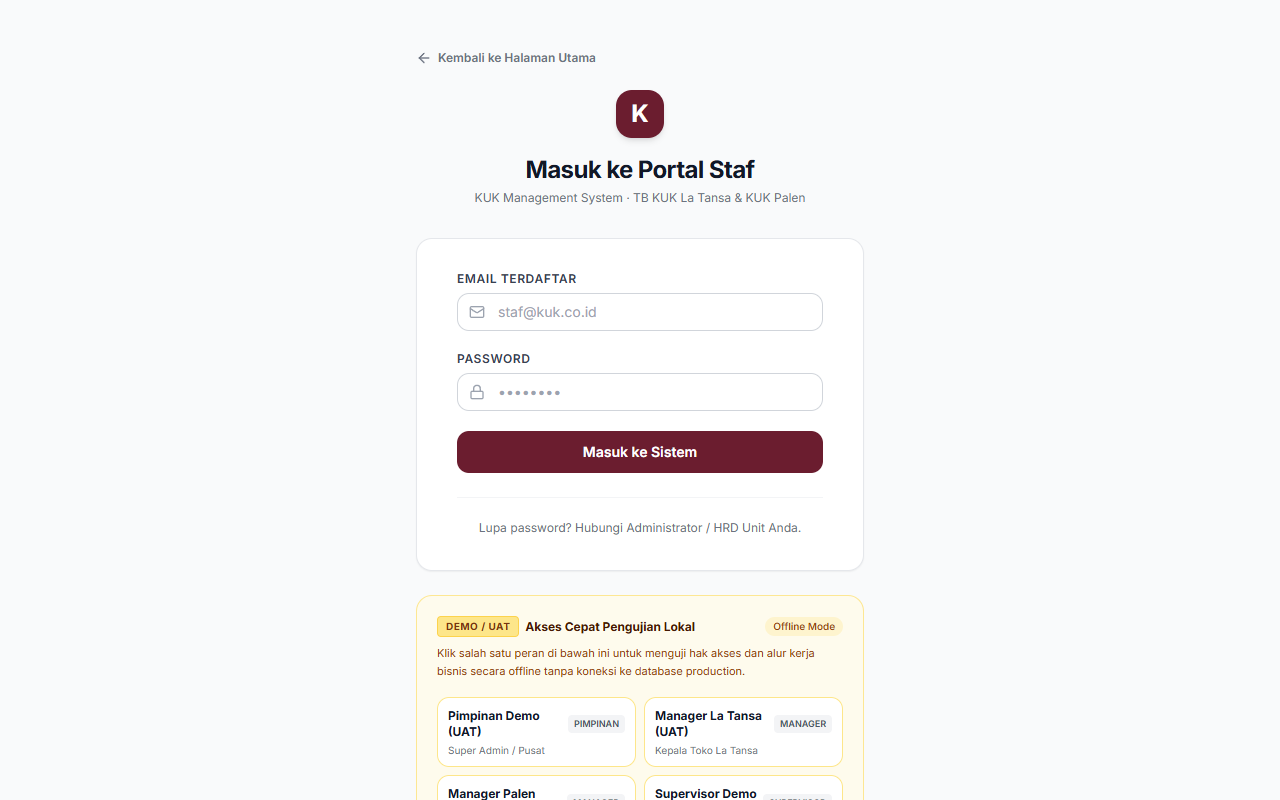 Kembali ke Halaman Utama
K
Masuk ke Portal Staf
KUK Management System · TB KUK La Tansa & KUK Palen
EMAIL TERDAFTAR
staf@kuk.co.id
PASSWORD
••••••••
Masuk ke Sistem
Lupa password? Hubungi Administrator / HRD Unit Anda.
DEMO / UAT Akses Cepat Pengujian Lokal Offline Mode
Klik salah satu peran di bawah ini untuk menguji hak akses dan alur kerja
bisnis secara offline tanpa koneksi ke database production.
Pimpinan Demo
(UAT)
PIMPINAN
Super Admin / Pusat
Manager La Tansa
(UAT)
MANAGER
Kepala Toko La Tansa
Manager Palen
Supervisor Demo